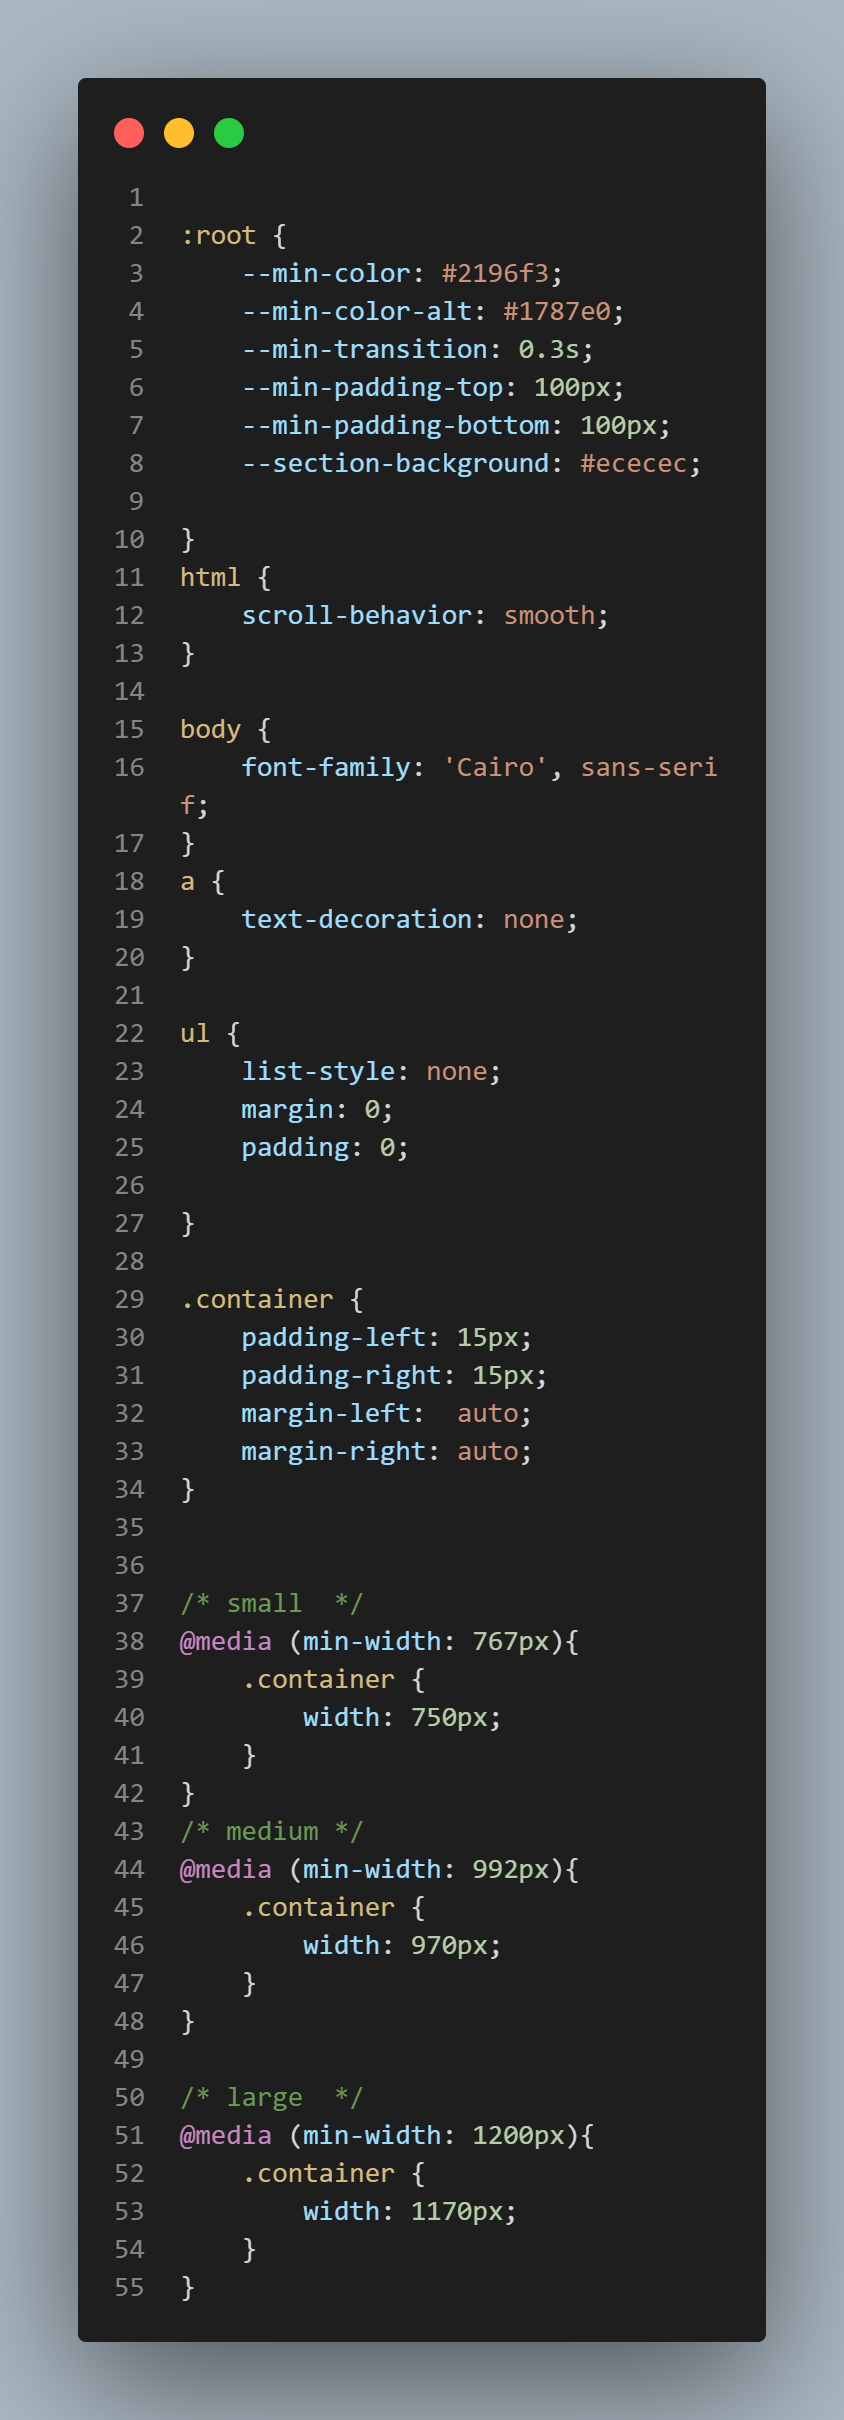 1
2 :root {
3     --min-color: #2196f3;
4     --min-color-alt: #1787e0;
5     --min-transition: 0.3s;
6     --min-padding-top: 100px;
7     --min-padding-bottom: 100px;
8     --section-background: #ececec;
9
10 }
11 html {
12     scroll-behavior: smooth;
13 }
14
15 body {
16     font-family: 'Cairo', sans-seri
f;
17 }
18 a {
19     text-decoration: none;
20 }
21
22 ul {
23     list-style: none;
24     margin: 0;
25     padding: 0;
26
27 }
28
29 .container {
30     padding-left: 15px;
31     padding-right: 15px;
32     margin-left:  auto;
33     margin-right: auto;
34 }
35
36
37 /* small  */
38 @media (min-width: 767px){
39     .container {
40         width: 750px;
41     }
42 }
43 /* medium */
44 @media (min-width: 992px){
45     .container {
46         width: 970px;
47     }
48 }
49
50 /* large  */
51 @media (min-width: 1200px){
52     .container {
53         width: 1170px;
54     }
55 }